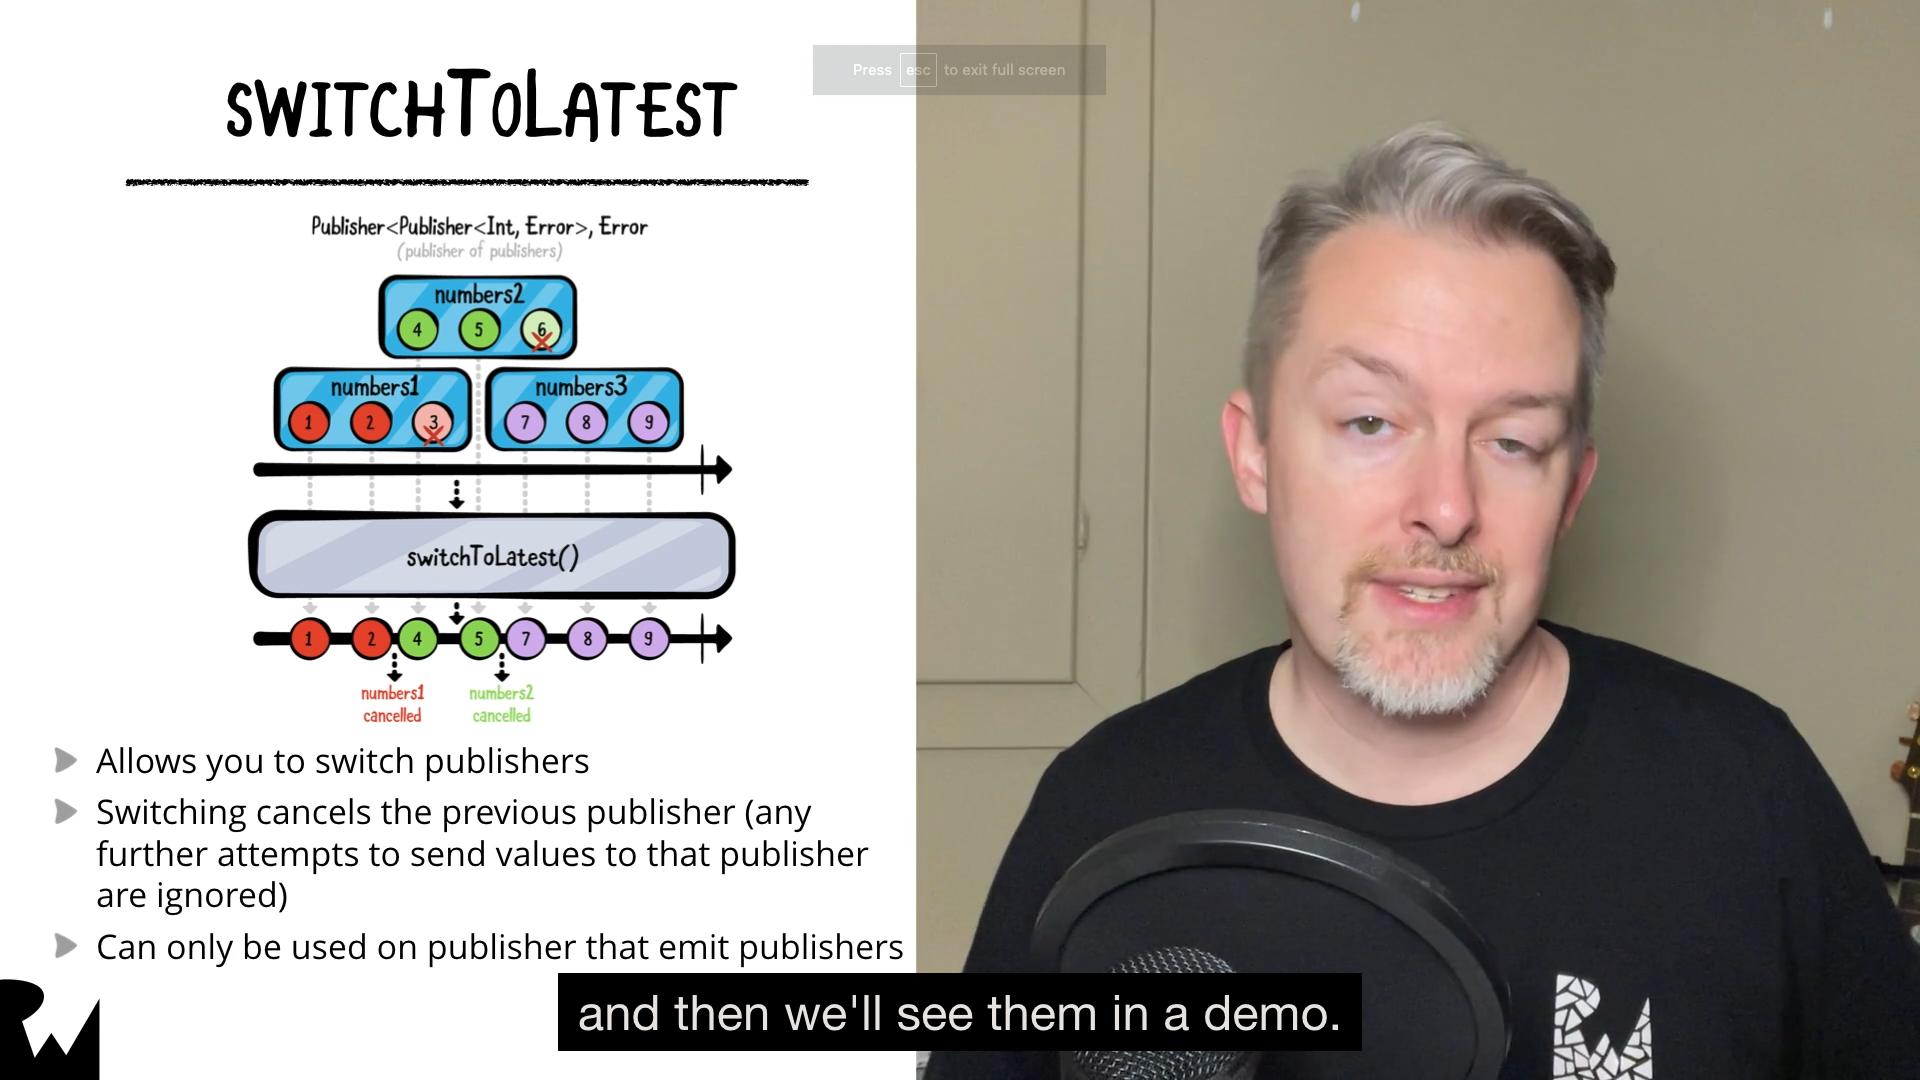 Press esc to exit full screen
SWITCHTOLATEST
Publisher<Publisher<Int, Error>, Error
(publisher of publishers)
numbers2
4 5 6
numbers1 numbers3
1 2 3 7 8 9
switchToLatest()
1 2 4 5 7 8 9
numbers1 numbers2
cancelled cancelled
Allows you to switch publishers
Switching cancels the previous publisher (any
further attempts to send values to that publisher
are ignored)
Can only be used on publisher that emit publishers
and then we'll see them in a demo.